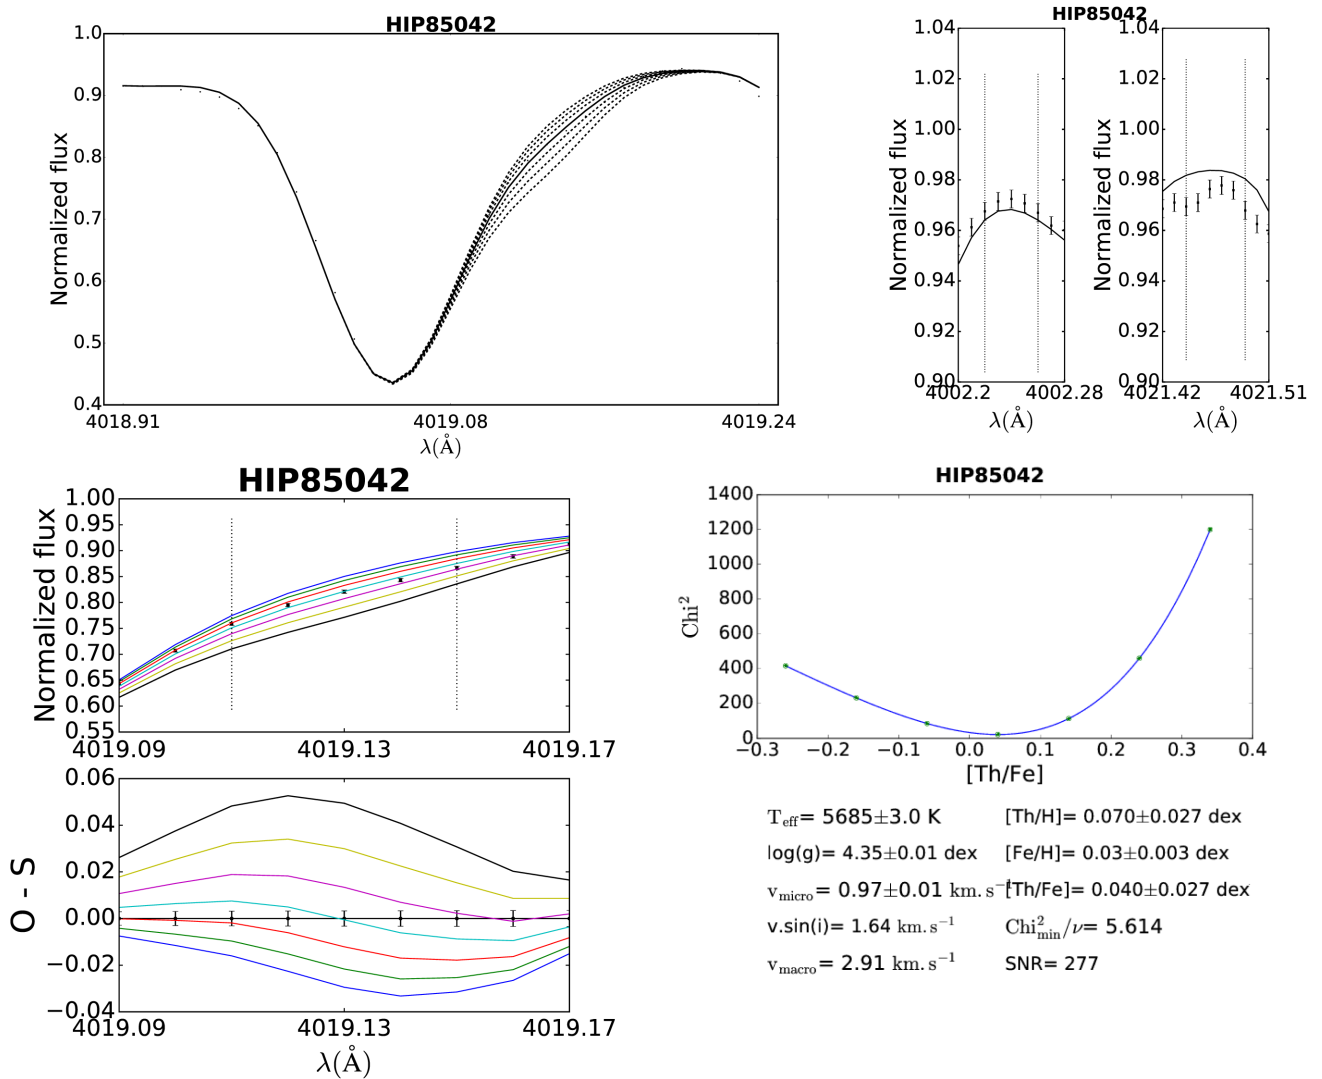 HIP85042
Normalized flux
1.0
0.9
0.8
0.7
0.6
0.5
0.4
4018.91 4019.08 4019.24
λ(Å)
HIP85042
Normalized flux
1.04
1.02
1.00
0.98
0.96
0.94
0.92
0.90
4002.2 4002.28
λ(Å)
Normalized flux
1.04
1.02
1.00
0.98
0.96
0.94
0.92
0.90
4021.42 4021.51
λ(Å)
HIP85042
Normalized flux
1.00
0.95
0.90
0.85
0.80
0.75
0.70
0.65
0.60
0.55
4019.09 4019.13 4019.17
O - S
0.06
0.04
0.02
0.00
−0.02
−0.04
4019.09 4019.13 4019.17
λ(Å)
HIP85042
Chi²
1400
1200
1000
800
600
400
200
0
−0.3 −0.2 −0.1 0.0 0.1 0.2 0.3 0.4
[Th/Fe]
T_eff= 5685±3.0 K [Th/H]= 0.070±0.027 dex
log(g)= 4.35±0.01 dex [Fe/H]= 0.03±0.003 dex
v_micro= 0.97±0.01 km.s⁻¹ [Th/Fe]= 0.040±0.027 dex
v.sin(i)= 1.64 km.s⁻¹ Chi²_min/ν= 5.614
v_macro= 2.91 km.s⁻¹ SNR= 277